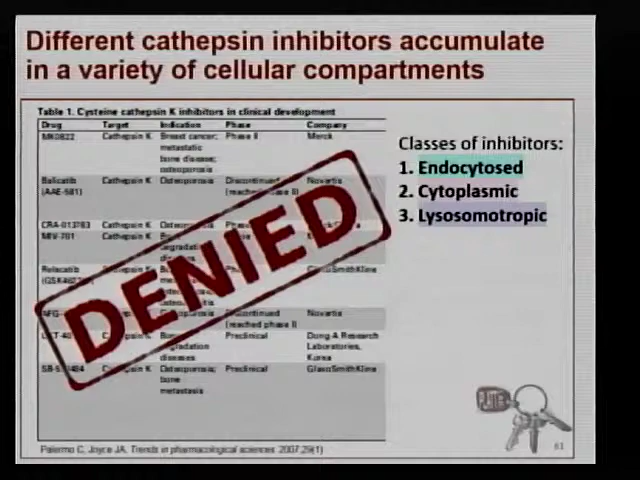 Different cathepsin inhibitors accumulate
in a variety of cellular compartments
Table 1. Cysteine cathepsin K inhibitors in clinical development
Drug Target Indication Phase Company
MK0822 Cathepsin K Breast cancer; Phase II Merck
metastatic
bone disease;
osteoporosis
Balicatib Cathepsin K Osteoporosis Discontinued Novartis
(AAE-581)
CRA-013783 Cathepsin K
MIV-701 Cathepsin K
Relacatib
GlaxoSmithKline
Discontinued Novartis
(reached phase I)
Preclinical Dong-A Research
degradation Laboratories,
diseases Korea
Cathepsin K Osteoporosis; Preclinical GlaxoSmithKline
bone
metastasis
DENIED
Classes of inhibitors:
1. Endocytosed
2. Cytoplasmic
3. Lysosomotropic
Palermo C, Joyce JA. Trends in pharmacological sciences 2007;29(1)
61